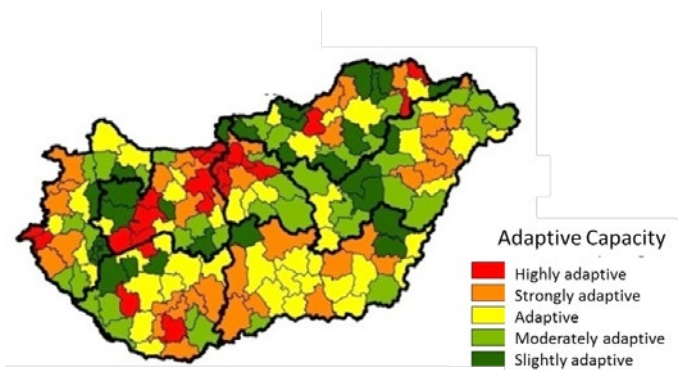 Adaptive Capacity
Highly adaptive
Strongly adaptive
Adaptive
Moderately adaptive
Slightly adaptive